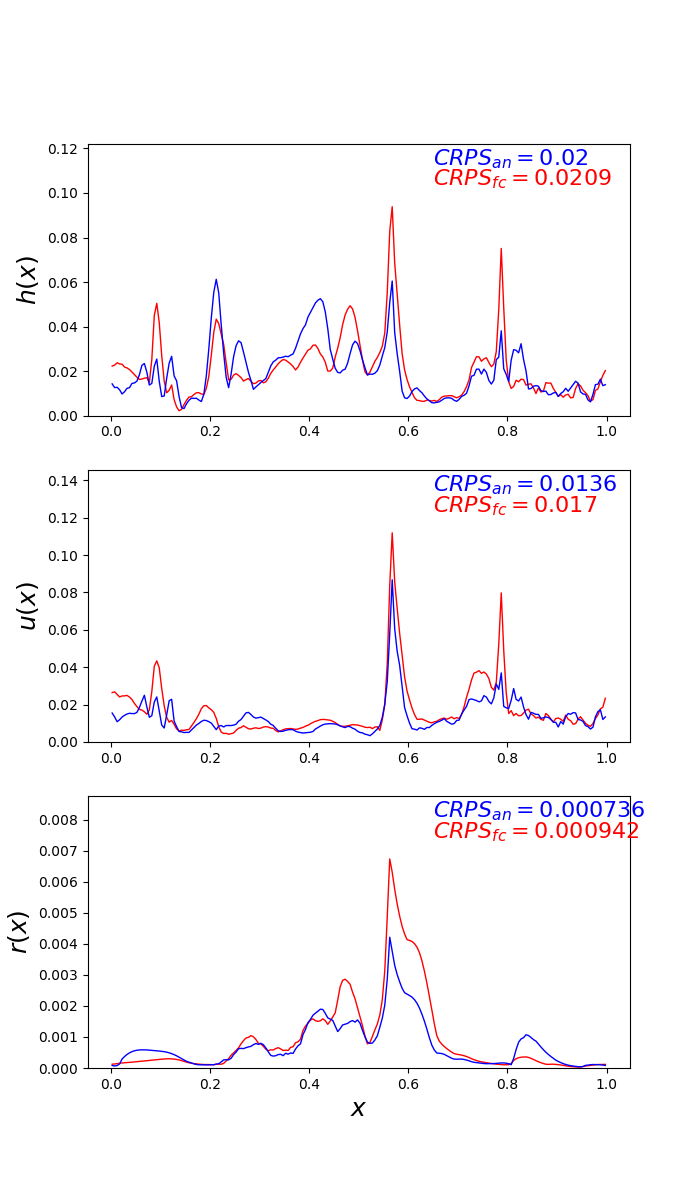 CRPS_an = 0.02
CRPS_fc = 0.0209
h(x)
0.12
0.10
0.08
0.06
0.04
0.02
0.00
0.0 0.2 0.4 0.6 0.8 1.0
CRPS_an = 0.0136
CRPS_fc = 0.017
u(x)
0.14
0.12
0.10
0.08
0.06
0.04
0.02
0.00
0.0 0.2 0.4 0.6 0.8 1.0
CRPS_an = 0.000736
CRPS_fc = 0.000942
r(x)
0.008
0.007
0.006
0.005
0.004
0.003
0.002
0.001
0.000
0.0 0.2 0.4 0.6 0.8 1.0
x